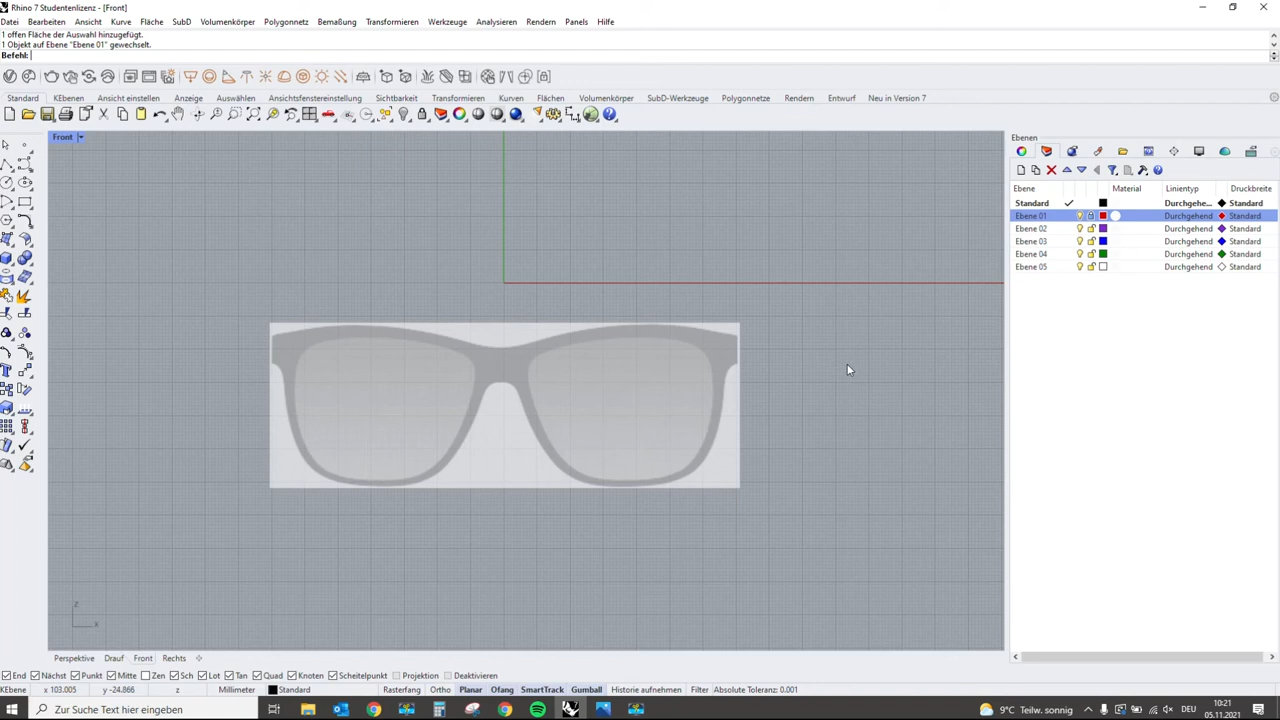 Rhino 7 Studentenlizenz - [Front]
Datei Bearbeiten Ansicht Kurve Fläche SubD Volumenkörper Polygonnetz Bemaßung Transformieren Werkzeuge Analysieren Rendern Panels Hilfe
1 offen Fläche der Auswahl hinzugefügt.
1 Objekt auf Ebene "Ebene 01" gewechselt.
Befehl:
Standard KEbenen Ansicht einstellen Anzeige Auswählen Ansichtsfenstereinstellung Sichtbarkeit Transformieren Kurven Flächen Volumenkörper SubD-Werkzeuge Polygonnetze Rendern Entwurf Neu in Version 7
Front
Ebenen
Ebene Material Linientyp Druckbreite
Standard Durchgehe... Standard
Ebene 01 Durchgehend Standard
Ebene 02 Durchgehend Standard
Ebene 03 Durchgehend Standard
Ebene 04 Durchgehend Standard
Ebene 05 Durchgehend Standard
z
x
Perspektive Drauf Front Rechts
End Nächst Punkt Mitte Zen Sch Lot Tan Quad Knoten Scheitelpunkt Projektion Deaktivieren
KEbene x 103.005 y -24.866 z Millimeter Standard Rasterfang Ortho Planar Ofang SmartTrack Gumball Historie aufnehmen Filter Absolute Toleranz: 0.001
Zur Suche Text hier eingeben
9°C Teilw. sonnig
DEU
10:21
05.11.2021